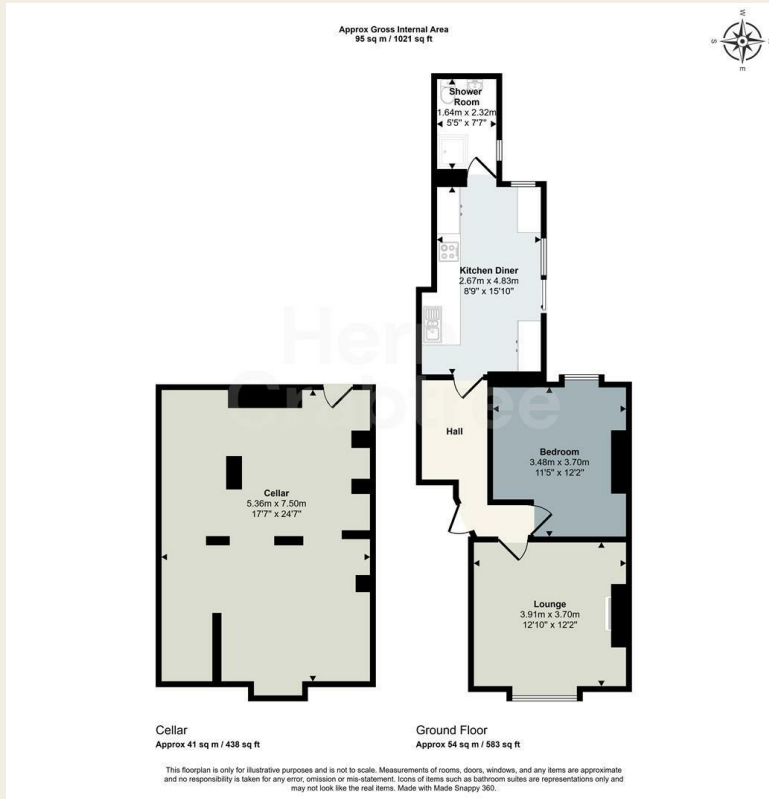 Approx Gross Internal Area
95 sq m / 1021 sq ft
W
S
E
Shower
Room
1.64m x 2.32m
5'5" x 7'7"
Kitchen Diner
2.67m x 4.83m
8'9" x 15'10"
Hern
Crabtree
Hall
Bedroom
3.48m x 3.70m
11'5" x 12'2"
Cellar
5.36m x 7.50m
17'7" x 24'7"
Lounge
3.91m x 3.70m
12'10" x 12'2"
Cellar
Approx 41 sq m / 438 sq ft
Ground Floor
Approx 54 sq m / 583 sq ft
This floorplan is only for illustrative purposes and is not to scale. Measurements of rooms, doors, windows, and any items are approximate
and no responsibility is taken for any error, omission or mis-statement. Icons of items such as bathroom suites are representations only and
may not look like the real items. Made with Made Snappy 360.